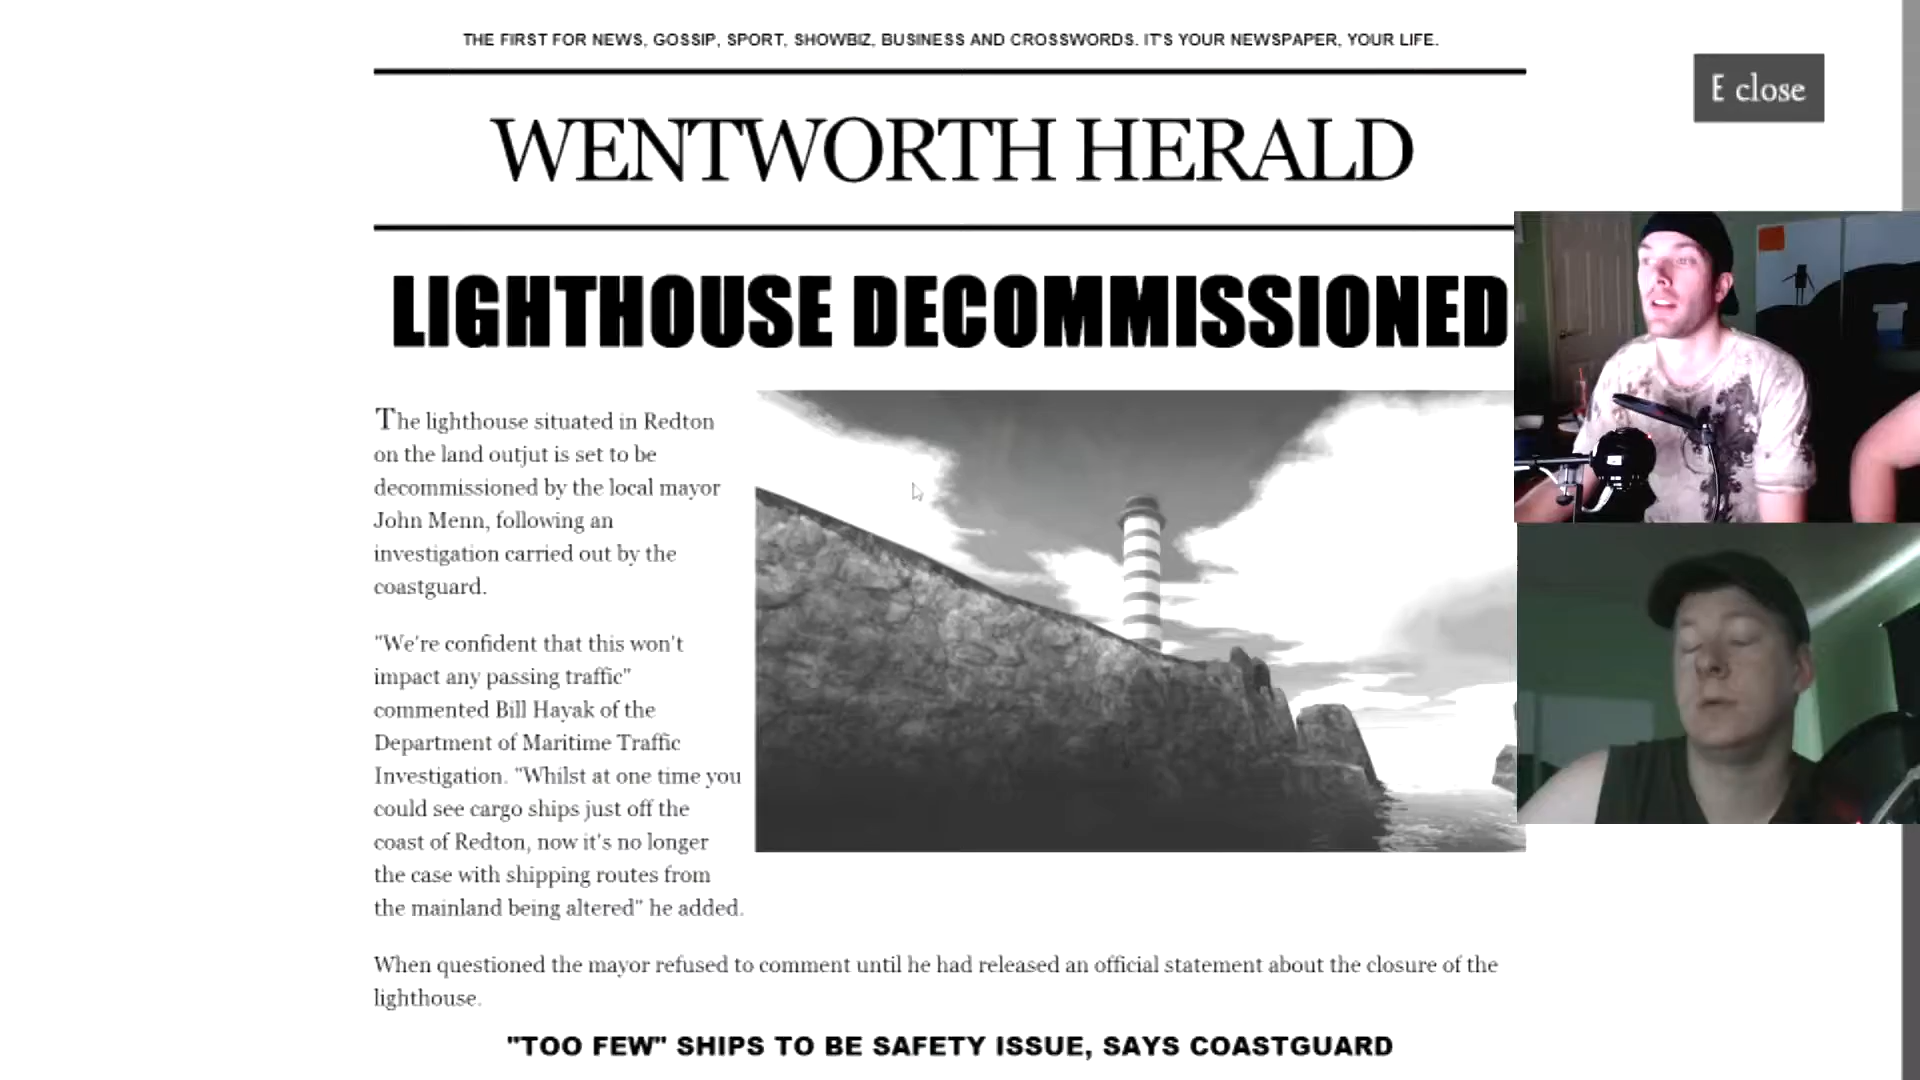 THE FIRST FOR NEWS, GOSSIP, SPORT, SHOWBIZ, BUSINESS AND CROSSWORDS. IT'S YOUR NEWSPAPER, YOUR LIFE.
E close
WENTWORTH HERALD
LIGHTHOUSE DECOMMISSIONED
The lighthouse situated in Redton
on the land outjut is set to be
decommissioned by the local mayor
John Menn, following an
investigation carried out by the
coastguard.
"We're confident that this won't
impact any passing traffic"
commented Bill Hayak of the
Department of Maritime Traffic
Investigation. "Whilst at one time you
could see cargo ships just off the
coast of Redton, now it's no longer
the case with shipping routes from
the mainland being altered" he added.
When questioned the mayor refused to comment until he had released an official statement about the closure of the
lighthouse.
"TOO FEW" SHIPS TO BE SAFETY ISSUE, SAYS COASTGUARD